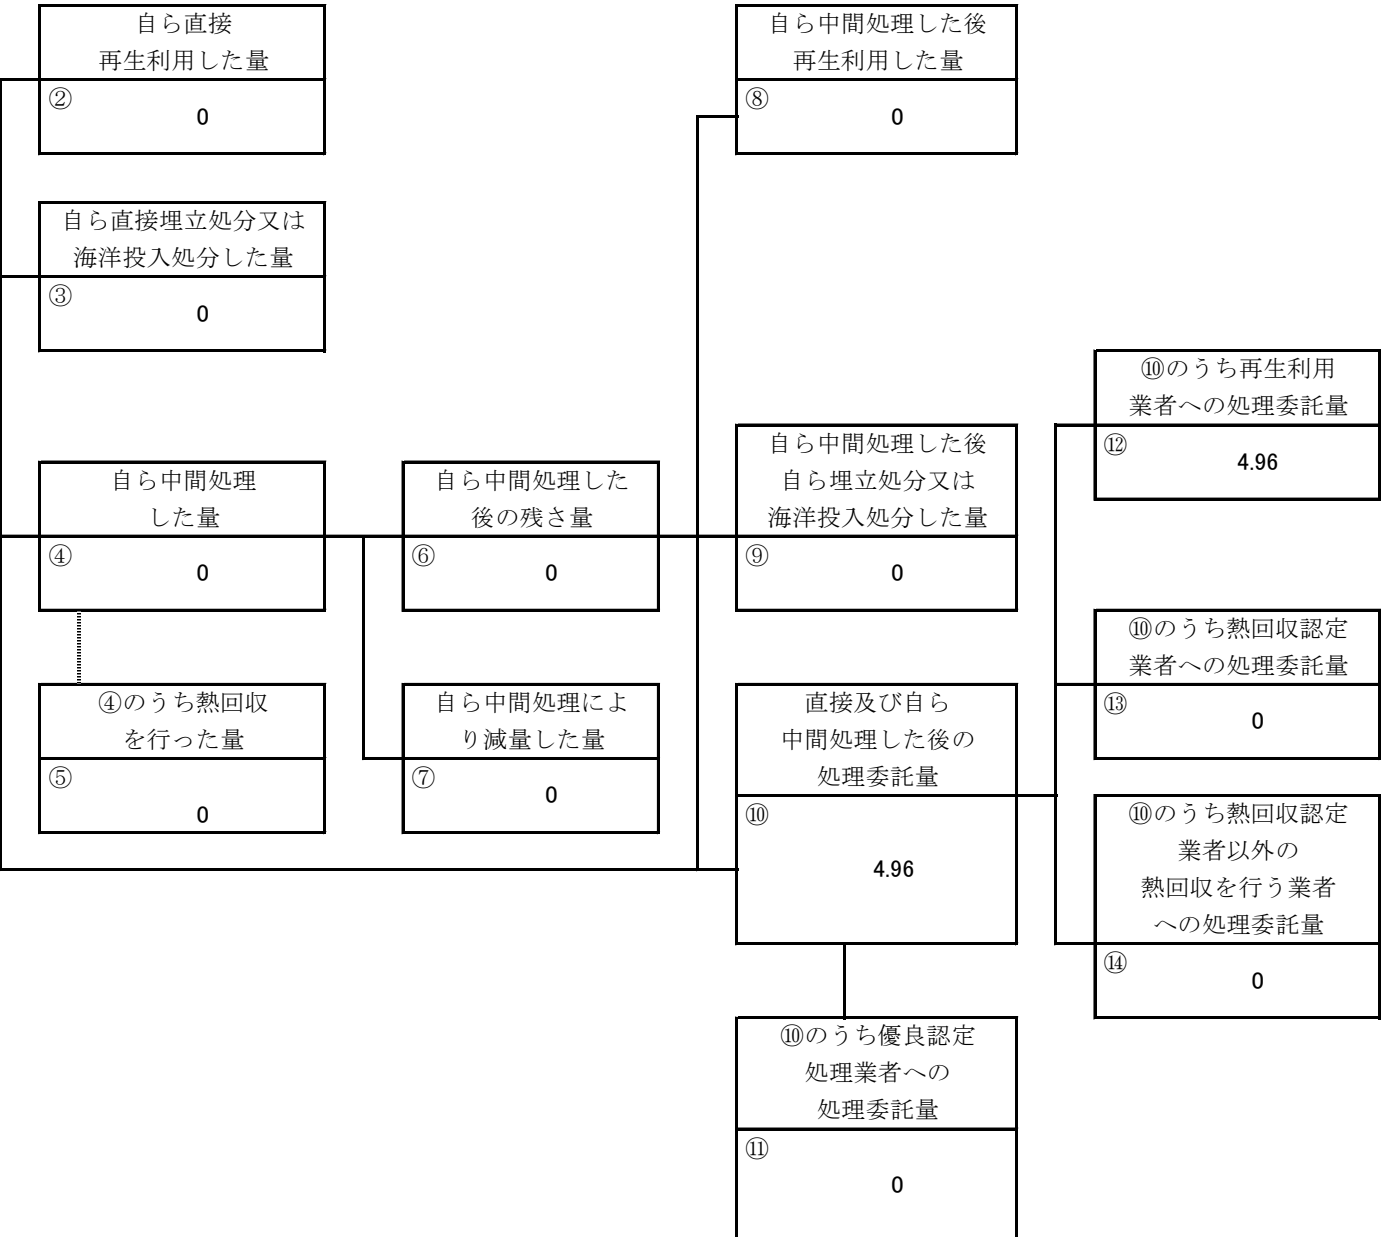 自ら直接
再生利用した量
②
0
自ら中間処理した後
再生利用した量
⑧
0
自ら直接埋立処分又は
海洋投入処分した量
③
0
⑩のうち再生利用
業者への処理委託量
⑫
4.96
自ら中間処理
した量
④
0
自ら中間処理した
後の残さ量
⑥
0
自ら中間処理した後
自ら埋立処分又は
海洋投入処分した量
⑨
0
⑩のうち熱回収認定
業者への処理委託量
⑬
0
④のうち熱回収
を行った量
⑤
0
自ら中間処理によ
り減量した量
⑦
0
直接及び自ら
中間処理した後の
処理委託量
⑩
4.96
⑩のうち熱回収認定
業者以外の
熱回収を行う業者
への処理委託量
⑭
0
⑩のうち優良認定
処理業者への
処理委託量
⑪
0